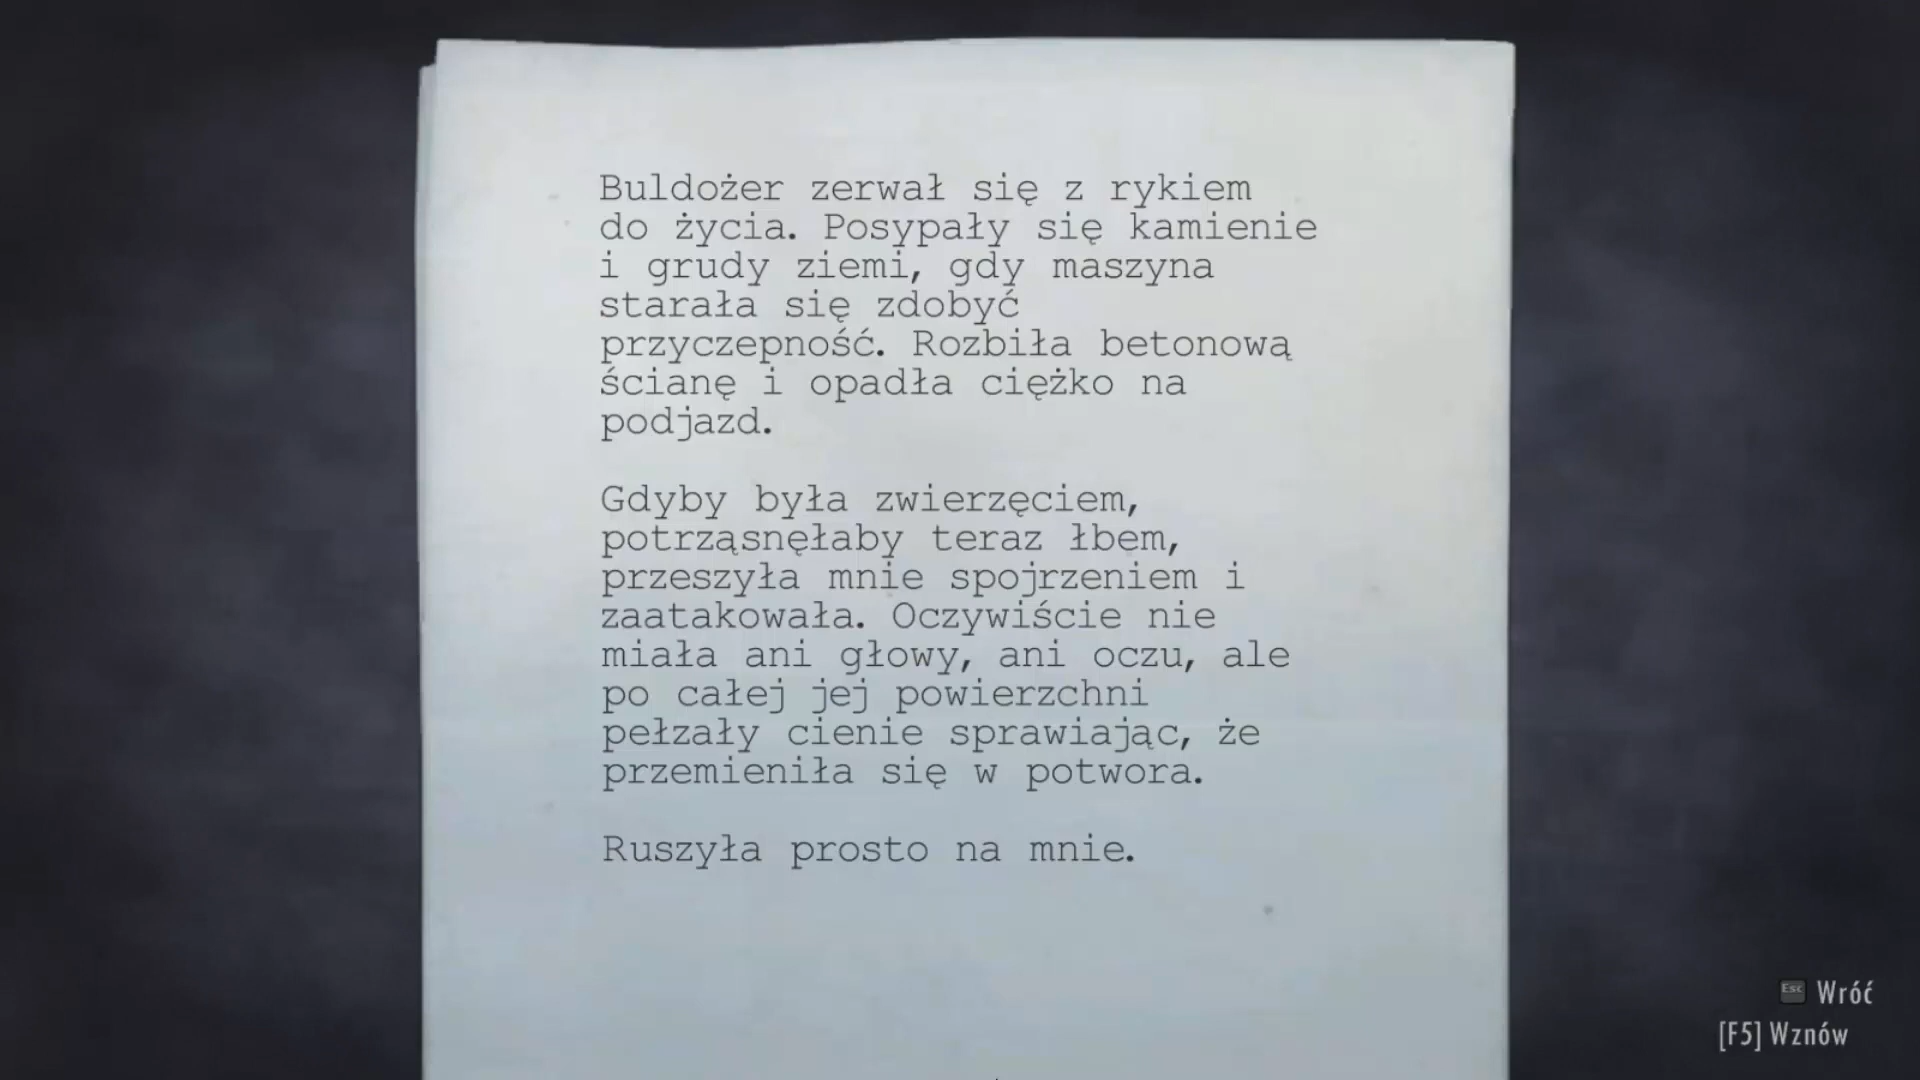 Buldożer zerwał się z rykiem
do życia. Posypały się kamienie
i grudy ziemi, gdy maszyna
starała się zdobyć
przyczepność. Rozbiła betonową
ścianę i opadła ciężko na
podjazd.
Gdyby była zwierzęciem,
potrząsnęłaby teraz łbem,
przeszyła mnie spojrzeniem i
zaatakowała. Oczywiście nie
miała ani głowy, ani oczu, ale
po całej jej powierzchni
pełzały cienie sprawiając, że
przemieniła się w potwora.
Ruszyła prosto na mnie.
Esc Wróć
[F5] Wznów